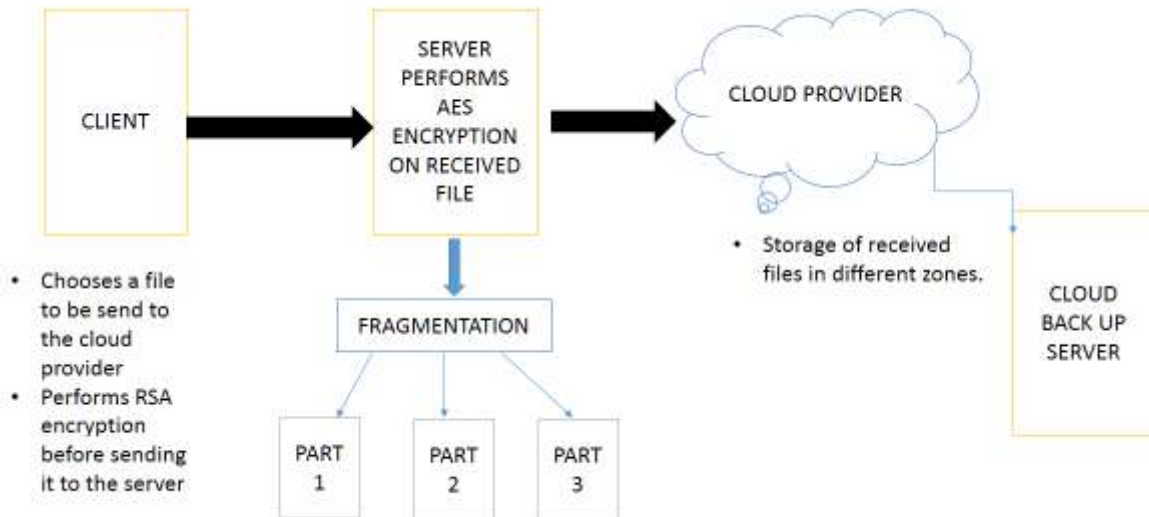 CLIENT
SERVER
PERFORMS
AES
ENCRYPTION
ON RECEIVED
FILE
CLOUD PROVIDER
• Storage of received
files in different zones.
CLOUD
BACK UP
SERVER
• Chooses a file
to be send to
the cloud
provider
• Performs RSA
encryption
before sending
it to the server
FRAGMENTATION
PART
1
PART
2
PART
3